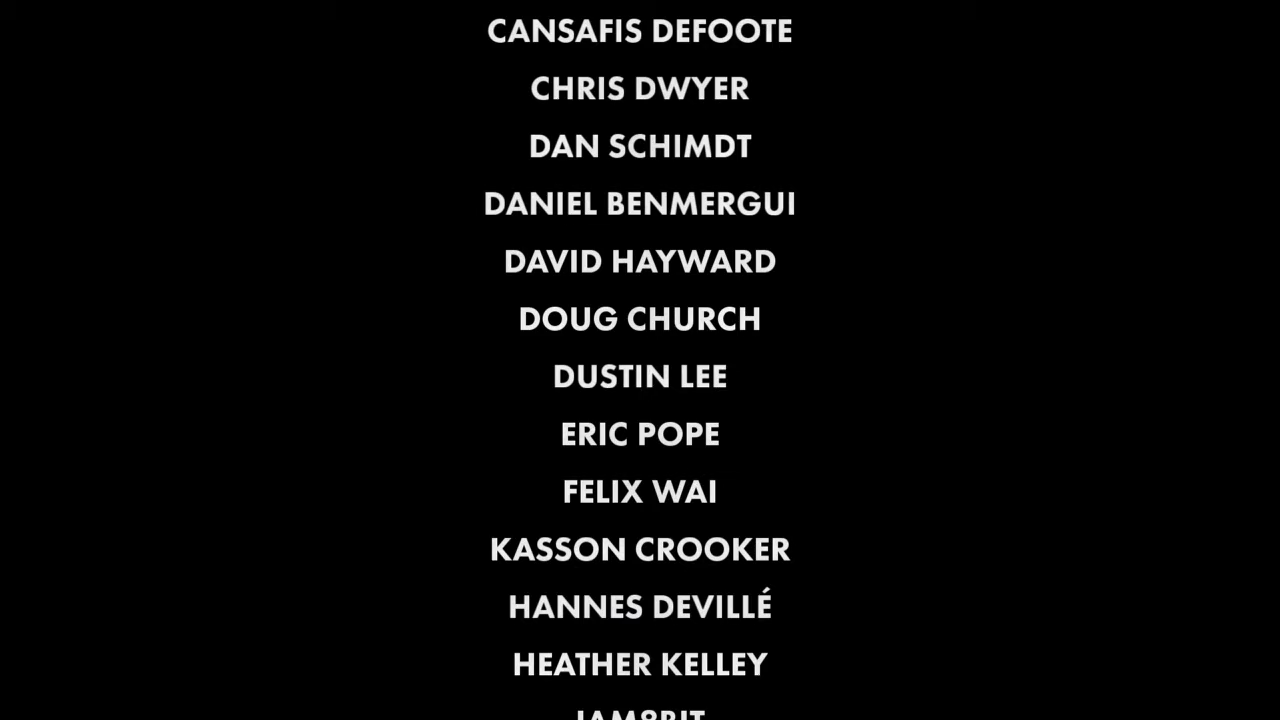 CANSAFIS DEFOOTE
CHRIS DWYER
DAN SCHIMDT
DANIEL BENMERGUI
DAVID HAYWARD
DOUG CHURCH
DUSTIN LEE
ERIC POPE
FELIX WAI
KASSON CROOKER
HANNES DEVILLÉ
HEATHER KELLEY
IAM8BIT